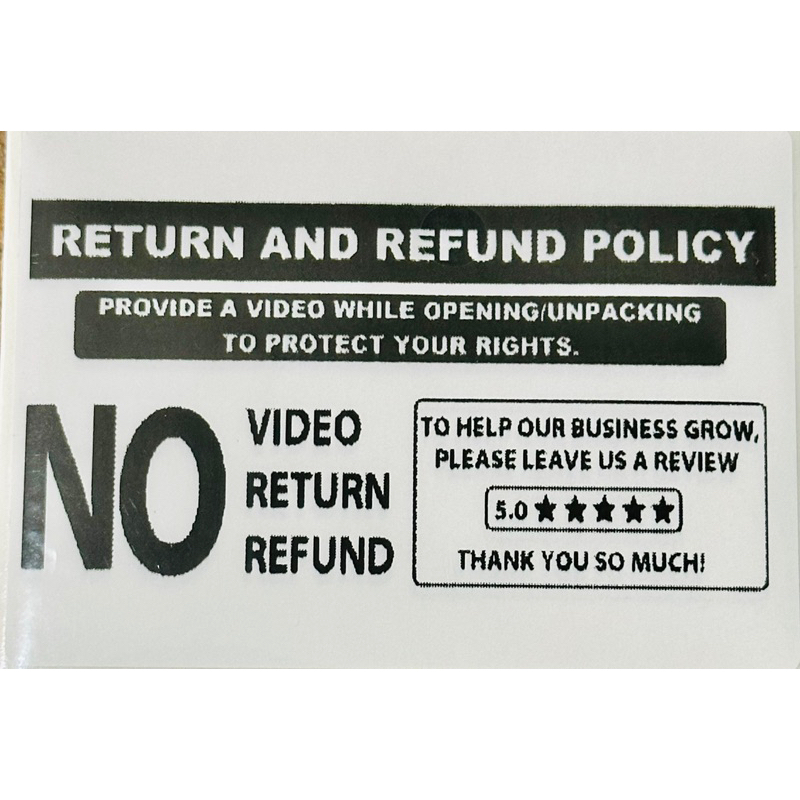 RETURN AND REFUND POLICY
PROVIDE A VIDEO WHILE OPENING/UNPACKING
TO PROTECT YOUR RIGHTS.
NO
VIDEO
RETURN
REFUND
TO HELP OUR BUSINESS GROW,
PLEASE LEAVE US A REVIEW
5.0 ★★★★★
THANK YOU SO MUCH!